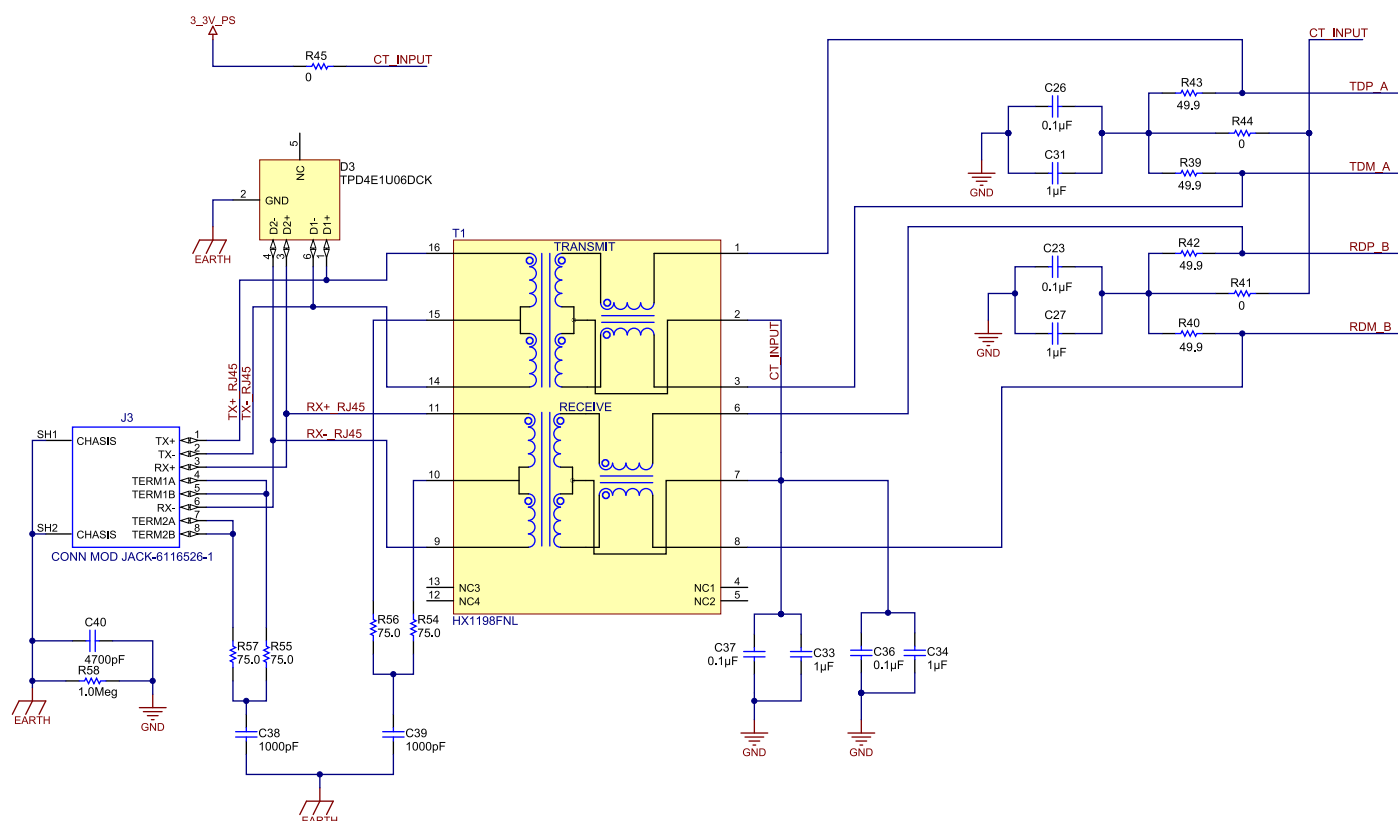 3_3V_PS
R45
0
CT_INPUT
CT_INPUT
C26
0.1µF
C31
1µF
GND
R43
49.9
R44
0
R39
49.9
TDP_A
TDM_A
5
NC
D3
TPD4E1U06DCK
2
GND
D2-
D2+
D1-
D1+
4
3
6
1
EARTH
C23
0.1µF
C27
1µF
GND
R42
49.9
R41
0
R40
49.9
RDP_B
RDM_B
T1
TRANSMIT
16
15
14
1
2
3
CT_INPUT
RECEIVE
11
10
9
6
7
8
13
12
NC3
NC4
NC1
NC2
4
5
HX1198FNL
TX+_RJ45
TX-_RJ45
RX+_RJ45
RX-_RJ45
J3
SH1
CHASIS
SH2
CHASIS
TX+
1
TX-
2
RX+
3
TERM1A
4
TERM1B
5
RX-
6
TERM2A
7
TERM2B
8
CONN MOD JACK-6116526-1
C40
4700pF
R58
1.0Meg
EARTH
GND
R57
75.0
R55
75.0
R56
75.0
R54
75.0
C38
1000pF
C39
1000pF
EARTH
C37
0.1µF
C33
1µF
GND
C36
0.1µF
C34
1µF
GND